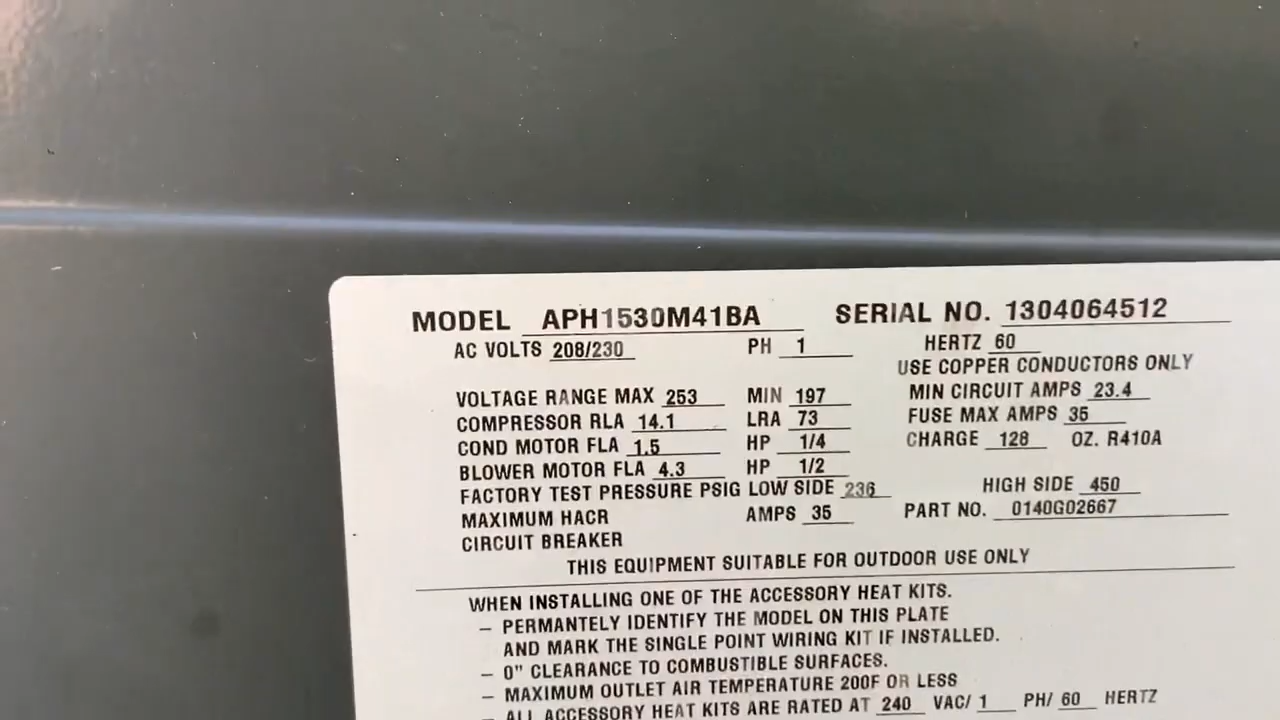 MODEL APH1530M41BA SERIAL NO. 1304064512
AC VOLTS 208/230 PH 1 HERTZ 60
USE COPPER CONDUCTORS ONLY
VOLTAGE RANGE MAX 253 MIN 197 MIN CIRCUIT AMPS 23.4
COMPRESSOR RLA 14.1 LRA 73 FUSE MAX AMPS 35
COND MOTOR FLA 1.5 HP 1/4 CHARGE 128 OZ. R410A
BLOWER MOTOR FLA 4.3 HP 1/2
FACTORY TEST PRESSURE PSIG LOW SIDE 236 HIGH SIDE 450
MAXIMUM HACR AMPS 35 PART NO. 0140G02667
CIRCUIT BREAKER
THIS EQUIPMENT SUITABLE FOR OUTDOOR USE ONLY
WHEN INSTALLING ONE OF THE ACCESSORY HEAT KITS.
– PERMANTELY IDENTIFY THE MODEL ON THIS PLATE
AND MARK THE SINGLE POINT WIRING KIT IF INSTALLED.
– 0" CLEARANCE TO COMBUSTIBLE SURFACES.
– MAXIMUM OUTLET AIR TEMPERATURE 200F OR LESS
– ALL ACCESSORY HEAT KITS ARE RATED AT 240 VAC/ 1 PH/ 60 HERTZ